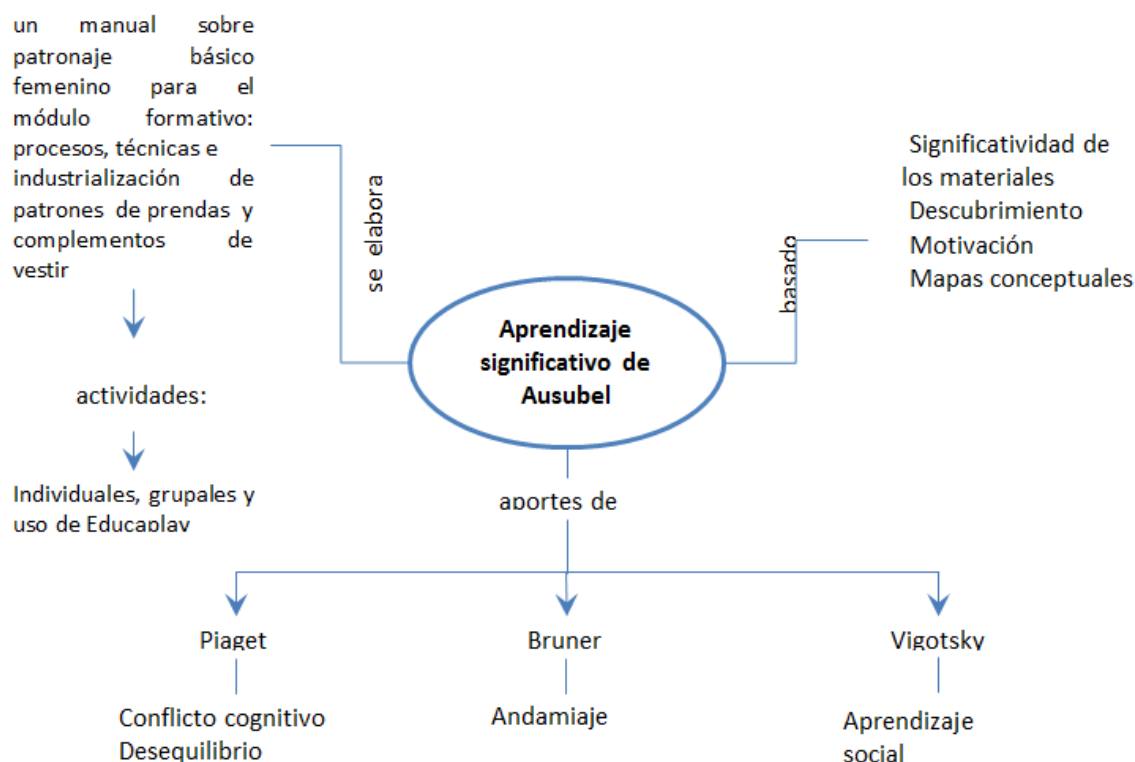 un manual sobre
patronaje básico
femenino para el
módulo formativo:
procesos, técnicas e
industrialización de
patrones de prendas y
complementos de
vestir
actividades:
Individuales, grupales y
uso de Educaplay
se elabora
Aprendizaje
significativo de
Ausubel
basado
Significatividad de
los materiales
Descubrimiento
Motivación
Mapas conceptuales
aportes de
Piaget
Bruner
Vigotsky
Conflicto cognitivo
Desequilibrio
Andamiaje
Aprendizaje
social